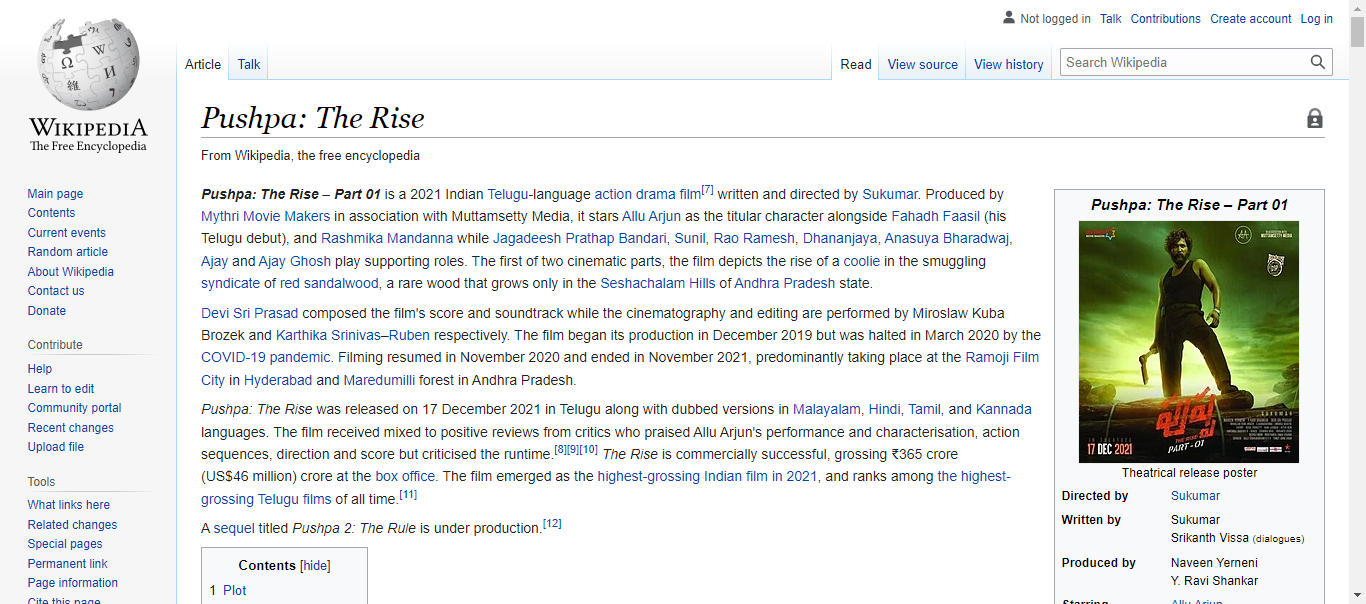 Not logged in Talk Contributions Create account Log in
Article Talk Read View source View history Search Wikipedia
WIKIPEDIA
The Free Encyclopedia
Main page
Contents
Current events
Random article
About Wikipedia
Contact us
Donate
Contribute
Help
Learn to edit
Community portal
Recent changes
Upload file
Tools
What links here
Related changes
Special pages
Permanent link
Page information
Cite this page
Pushpa: The Rise
From Wikipedia, the free encyclopedia
Pushpa: The Rise – Part 01 is a 2021 Indian Telugu-language action drama film[7] written and directed by Sukumar. Produced by
Mythri Movie Makers in association with Muttamsetty Media, it stars Allu Arjun as the titular character alongside Fahadh Faasil (his
Telugu debut), and Rashmika Mandanna while Jagadeesh Prathap Bandari, Sunil, Rao Ramesh, Dhananjaya, Anasuya Bharadwaj,
Ajay and Ajay Ghosh play supporting roles. The first of two cinematic parts, the film depicts the rise of a coolie in the smuggling
syndicate of red sandalwood, a rare wood that grows only in the Seshachalam Hills of Andhra Pradesh state.
Devi Sri Prasad composed the film's score and soundtrack while the cinematography and editing are performed by Miroslaw Kuba
Brozek and Karthika Srinivas–Ruben respectively. The film began its production in December 2019 but was halted in March 2020 by the
COVID-19 pandemic. Filming resumed in November 2020 and ended in November 2021, predominantly taking place at the Ramoji Film
City in Hyderabad and Maredumilli forest in Andhra Pradesh.
Pushpa: The Rise was released on 17 December 2021 in Telugu along with dubbed versions in Malayalam, Hindi, Tamil, and Kannada
languages. The film received mixed to positive reviews from critics who praised Allu Arjun's performance and characterisation, action
sequences, direction and score but criticised the runtime.[8][9][10] The Rise is commercially successful, grossing ₹365 crore
(US$46 million) crore at the box office. The film emerged as the highest-grossing Indian film in 2021, and ranks among the highest-
grossing Telugu films of all time.[11]
A sequel titled Pushpa 2: The Rule is under production.[12]
Contents [hide]
1 Plot
Pushpa: The Rise – Part 01
MUTTAMSETTY MEDIA
SUKUMAR
పుష్ప
THE RISE
PART-01
IN THEATRES
17 DEC 2021
Theatrical release poster
Directed by Sukumar
Written by Sukumar
Srikanth Vissa (dialogues)
Produced by Naveen Yerneni
Y. Ravi Shankar
Starring Allu Arjun